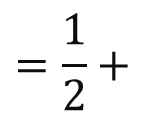 = 1/2 +